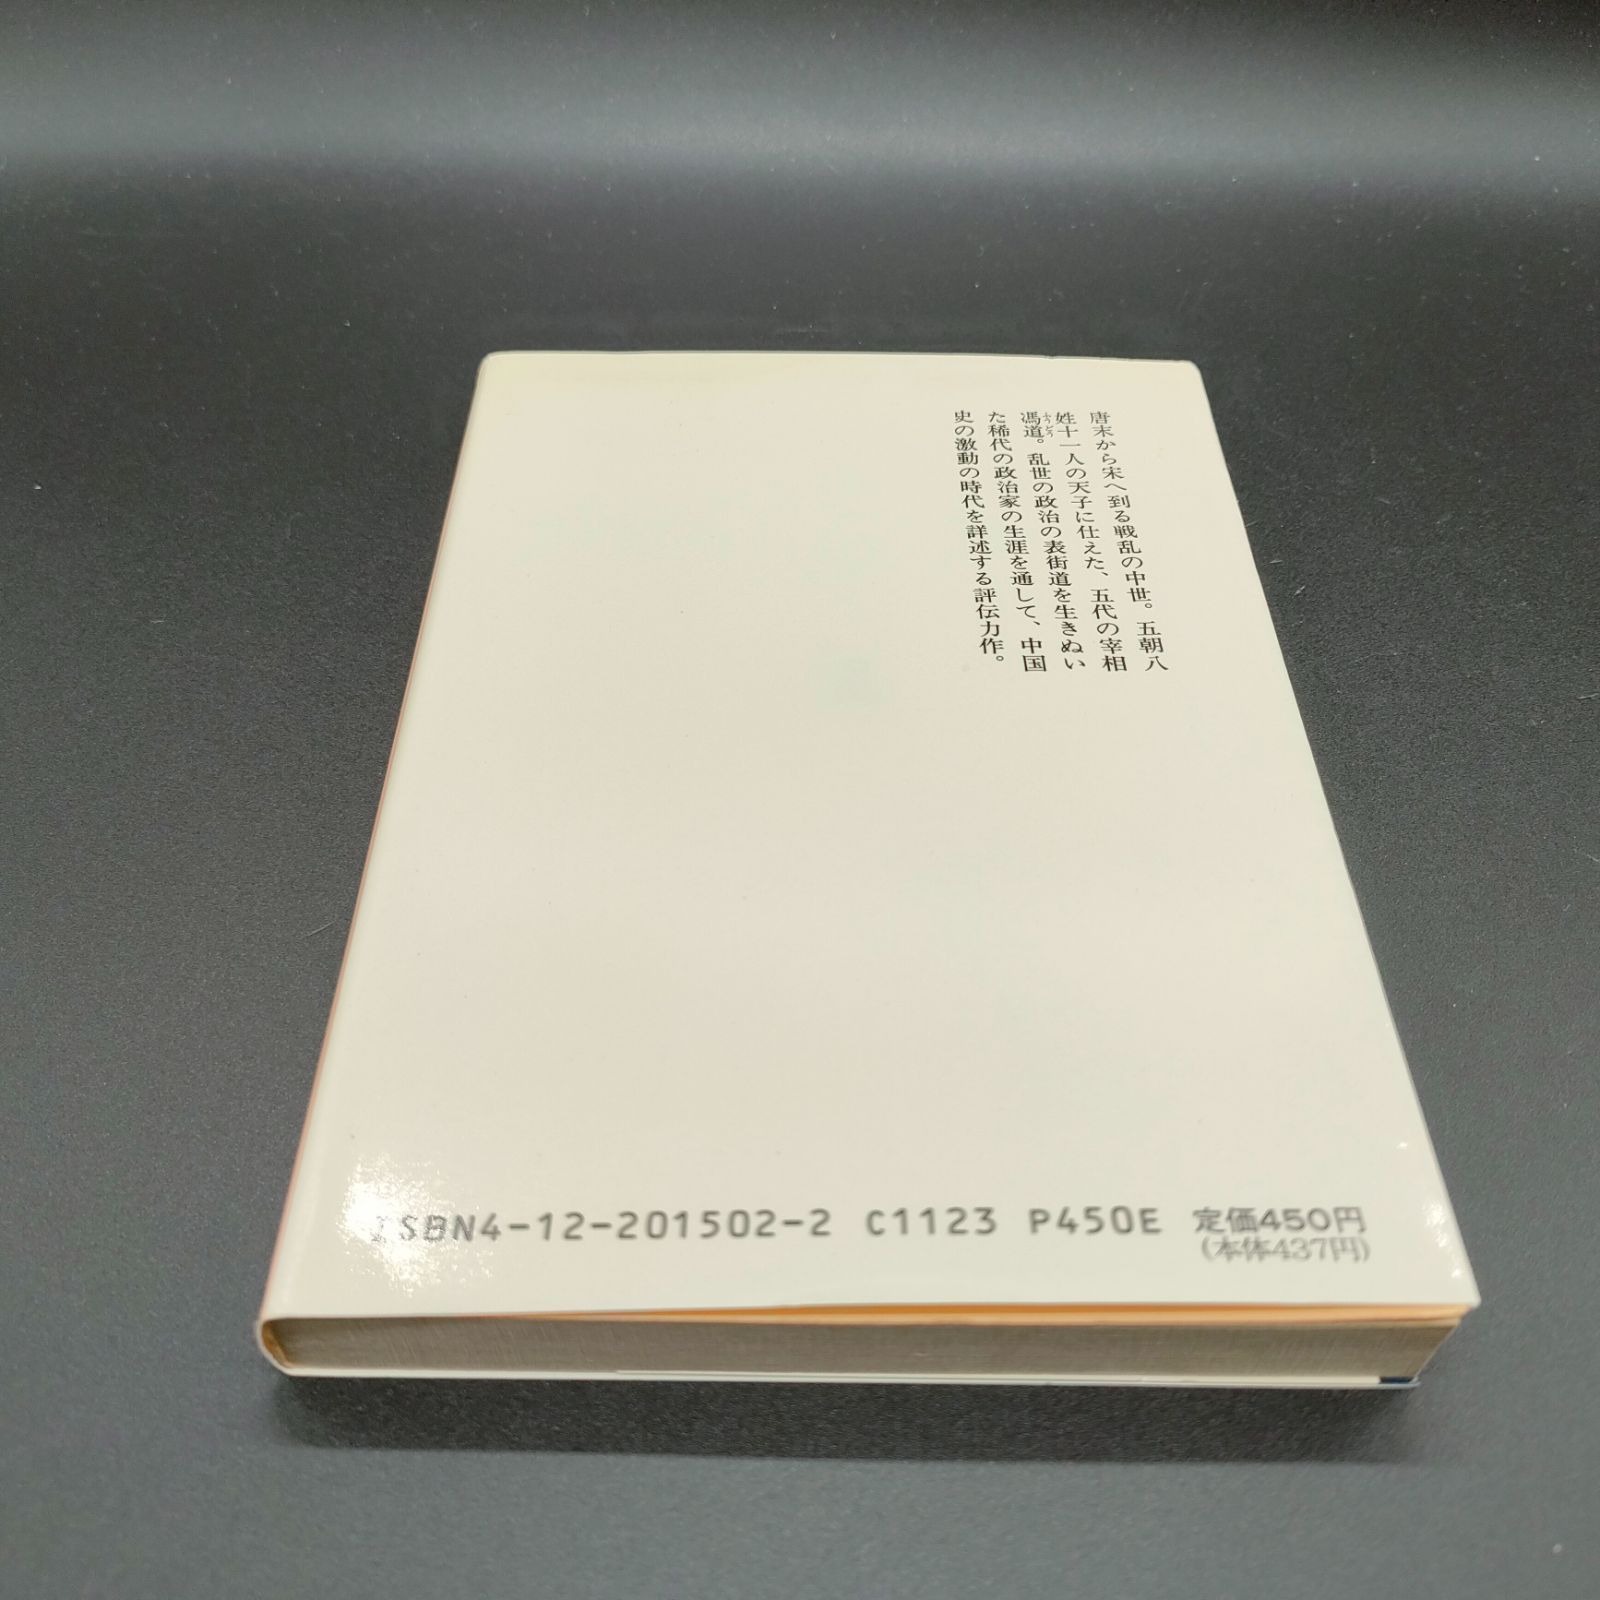 唐末から宋へ到る戦乱の中世。五朝八
姓十一人の天子に仕えた、五代の宰相
馮道。乱世の政治の表街道を生きぬい
ふうどう
た稀代の政治家の生涯を通して、中国
史の激動の時代を詳述する評伝力作。
ISBN4-12-201502-2 C1123 P450E 定価450円
(本体437円)